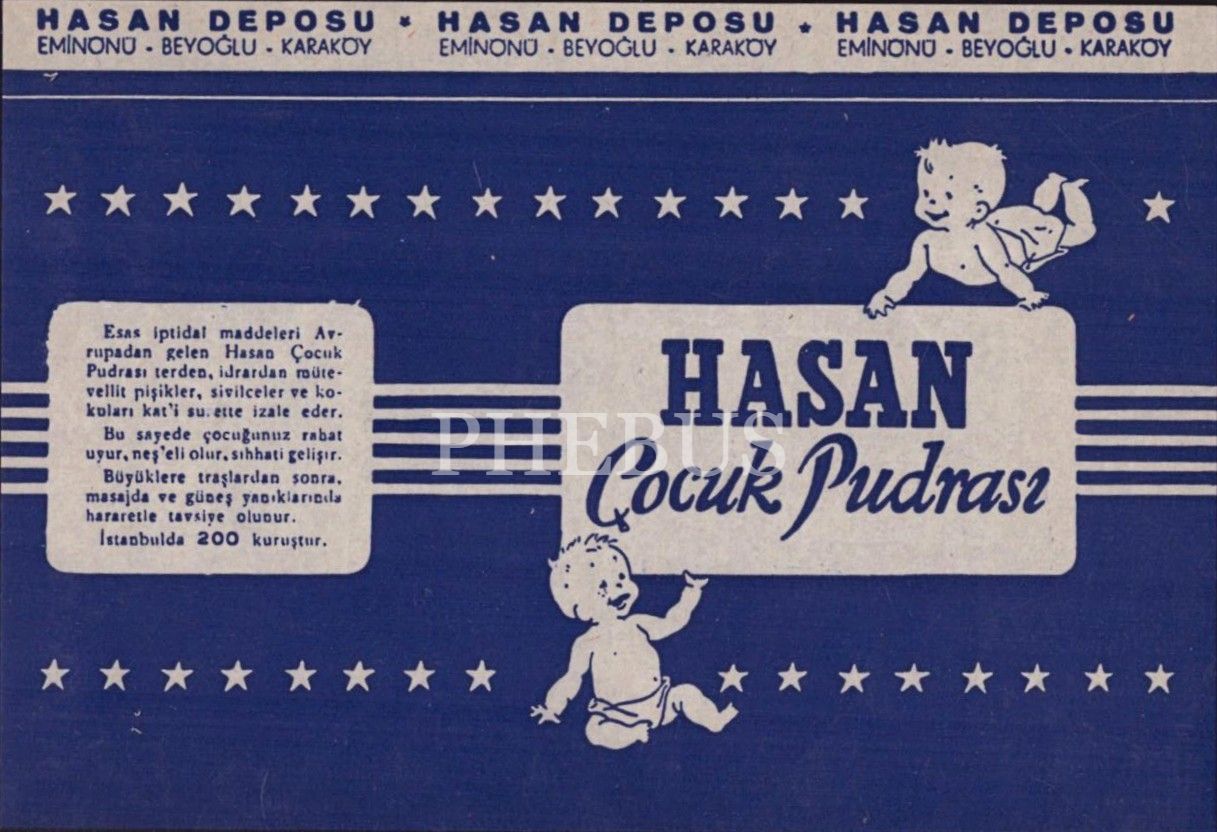 HASAN DEPOSU * HASAN DEPOSU * HASAN DEPOSU
EMİNÖNÜ - BEYOĞLU - KARAKÖY EMİNÖNÜ - BEYOĞLU - KARAKÖY EMİNÖNÜ - BEYOĞLU - KARAKÖY
Esas iptidai maddeleri Av-
rupadan gelen Hasan Çocuk
Pudrası terden, idrardan müte-
vellit pişikler, sivilceler ve ko-
kuları kat'i su.ette izale eder.
Bu sayede çocuğunuz rahat
uyur, neş'eli olur, sıhhati gelişir.
Büyüklere traşlardan sonra,
masajda ve güneş yanıklarında
hararetle tavsiye olunur.
İstanbulda 200 kuruştur.
HASAN
Çocuk Pudrası
PHEBUS